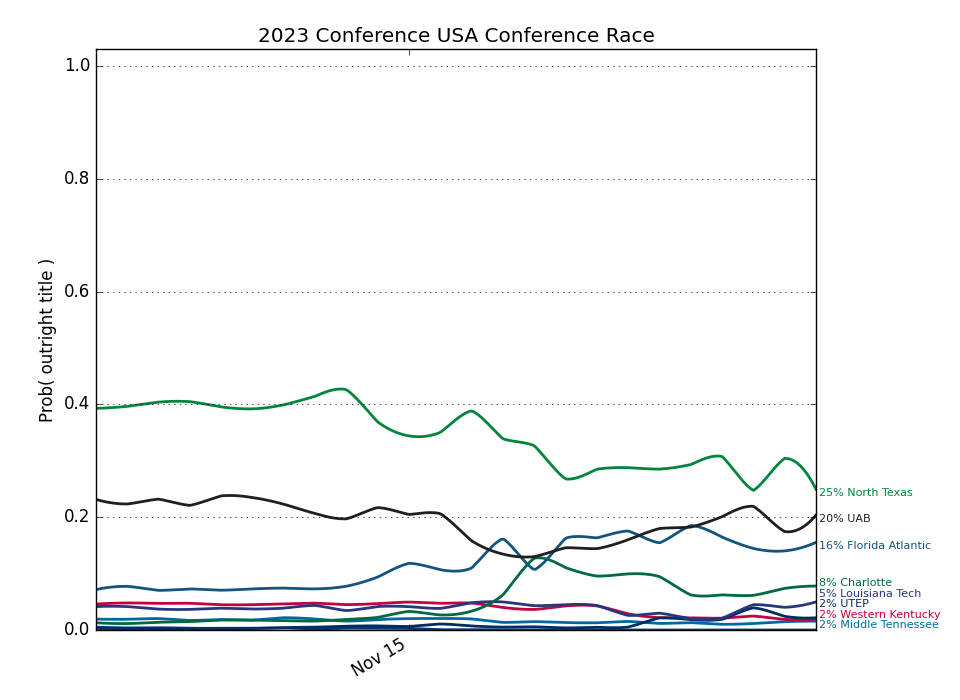 2023 Conference USA Conference Race
1.0
0.8
0.6
0.4
0.2
0.0
Prob( outright title )
Nov 15
25% North Texas
20% UAB
16% Florida Atlantic
8% Charlotte
5% Louisiana Tech
2% UTEP
2% Western Kentucky
2% Middle Tennessee